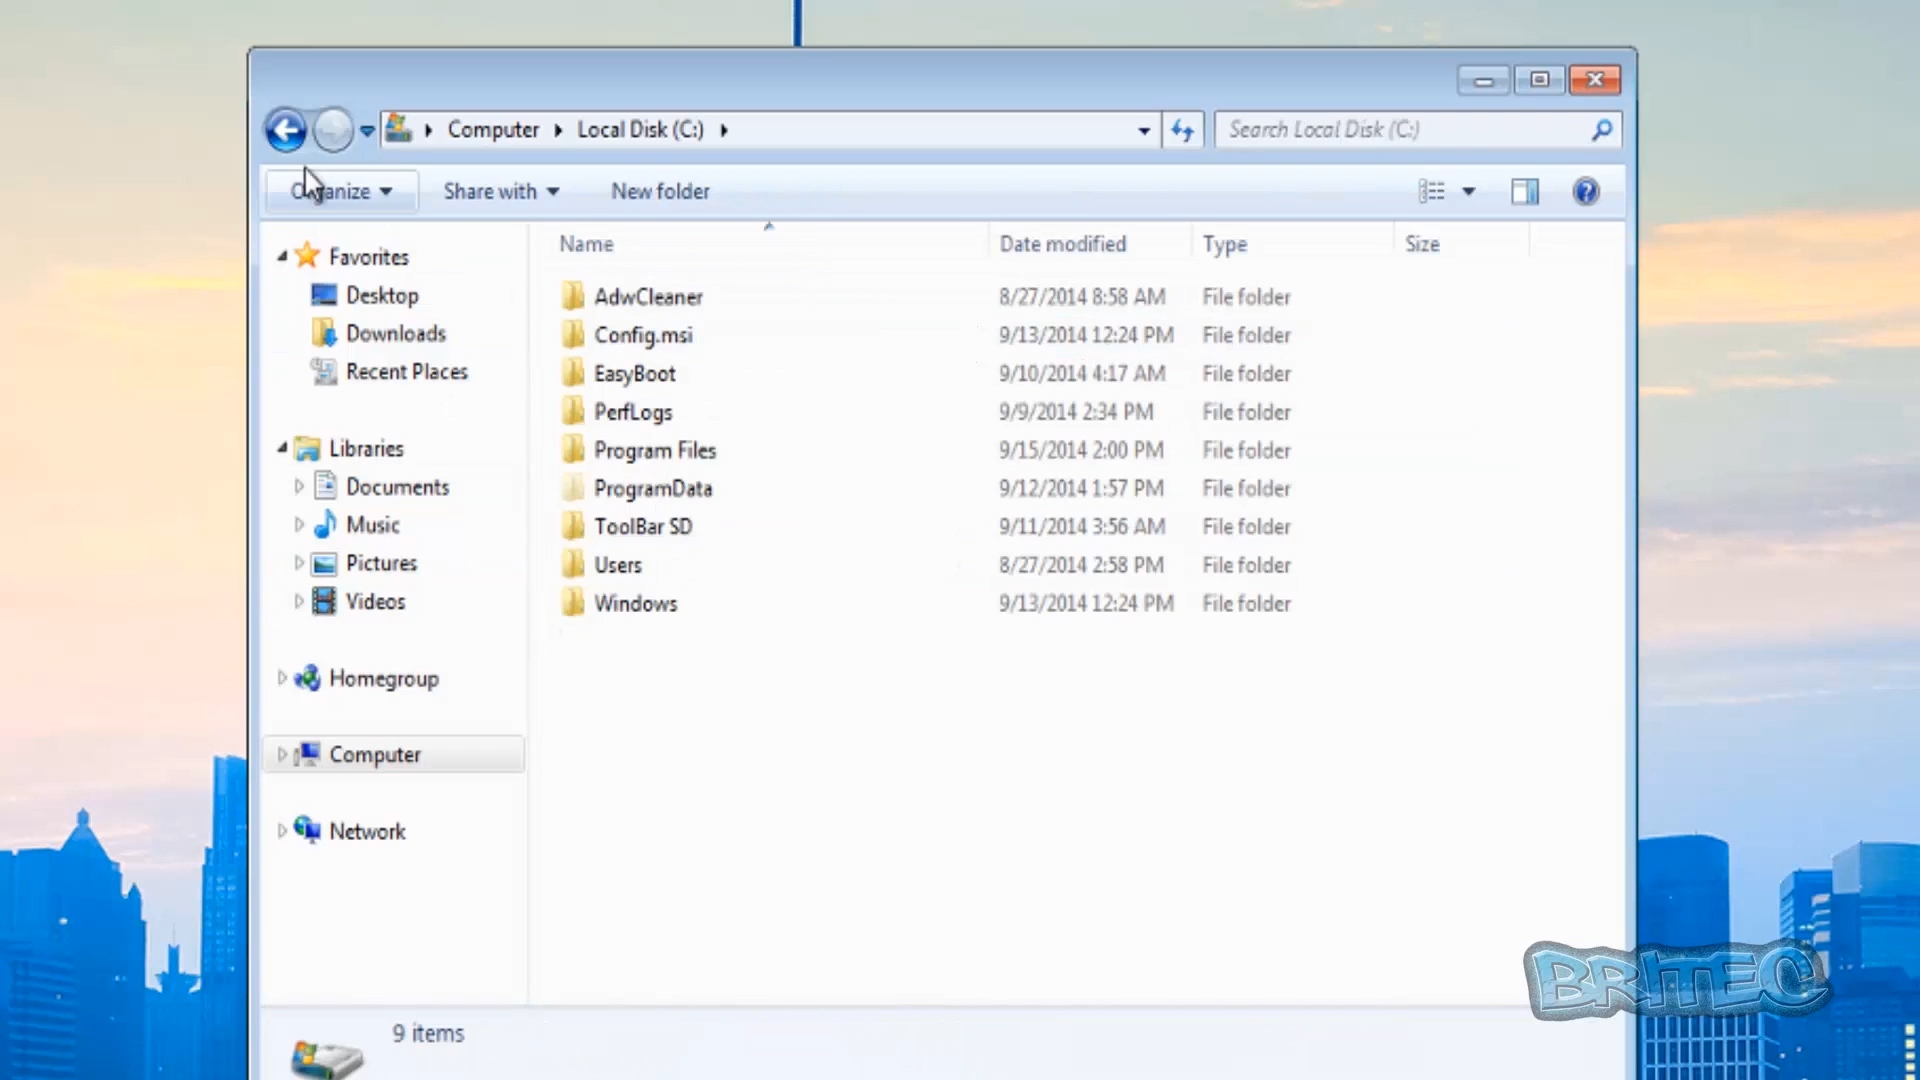 Computer Local Disk (C:) Search Local Disk (C:)
Organize Share with New folder
Name Date modified Type Size
Favorites
Desktop
Downloads
Recent Places
Libraries
Documents
Music
Pictures
Videos
Homegroup
Computer
Network
AdwCleaner 8/27/2014 8:58 AM File folder
Config.msi 9/13/2014 12:24 PM File folder
EasyBoot 9/10/2014 4:17 AM File folder
PerfLogs 9/9/2014 2:34 PM File folder
Program Files 9/15/2014 2:00 PM File folder
ProgramData 9/12/2014 1:57 PM File folder
ToolBar SD 9/11/2014 3:56 AM File folder
Users 8/27/2014 2:58 PM File folder
Windows 9/13/2014 12:24 PM File folder
9 items
BRITEC